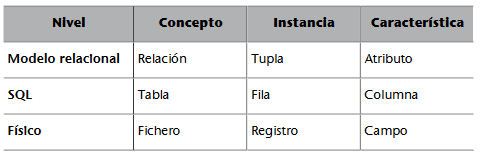 Nivel Concepto Instancia Característica
Modelo relacional Relación Tupla Atributo
SQL Tabla Fila Columna
Físico Fichero Registro Campo